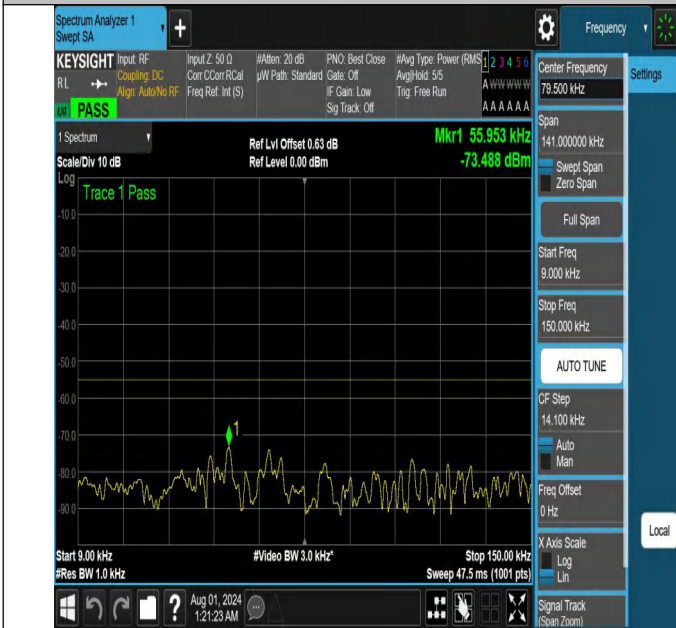 Spectrum Analyzer 1
Swept SA
+
Frequency
KEYSIGHT
RL
PASS
Input: RF
Coupling: DC
Align: Auto/No RF
Input Z: 50 Ω
Corr CCorr RCal
Freq Ref: Int (S)
#Atten: 20 dB
µW Path: Standard
PNO: Best Close
Gate: Off
IF Gain: Low
Sig Track: Off
#Avg Type: Power (RMS
Avg|Hold: 5/5
Trig: Free Run
1 2 3 4 5 6
A W W W W W
A A A A A A
1 Spectrum
Scale/Div 10 dB
Ref Lvl Offset 0.63 dB
Ref Level 0.00 dBm
Mkr1 55.953 kHz
-73.488 dBm
Log
Trace 1 Pass
-10.0
-20.0
-30.0
-40.0
-50.0
-60.0
-70.0
-80.0
-90.0
1
Start 9.00 kHz
#Res BW 1.0 kHz
#Video BW 3.0 kHz*
Stop 150.00 kHz
Sweep 47.5 ms (1001 pts)
Center Frequency
79.500 kHz
Span
141.000000 kHz
Swept Span
Zero Span
Full Span
Start Freq
9.000 kHz
Stop Freq
150.000 kHz
AUTO TUNE
CF Step
14.100 kHz
Auto
Man
Freq Offset
0 Hz
X Axis Scale
Log
Lin
Signal Track
(Span Zoom)
Settings
Local
?
Aug 01, 2024
1:21:23 AM